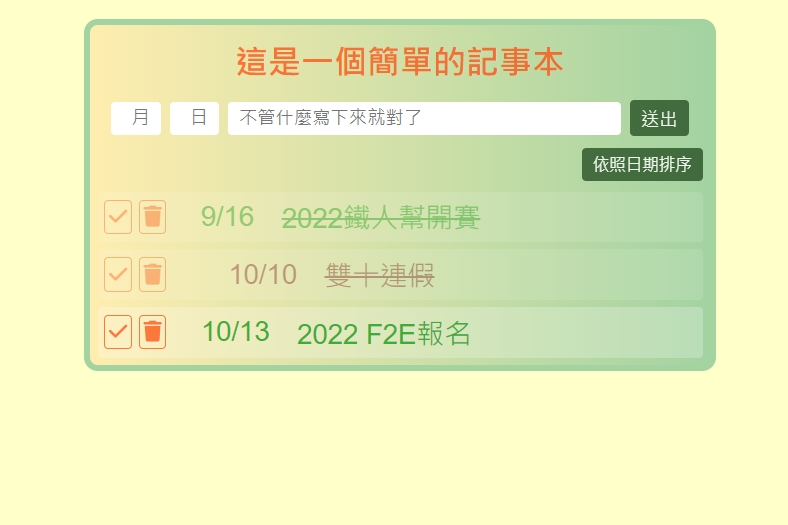 這是一個簡單的記事本
月 日 不管什麼寫下來就對了 送出
依照日期排序
9/16 2022鐵人幫開賽
10/10 雙十連假
10/13 2022 F2E報名